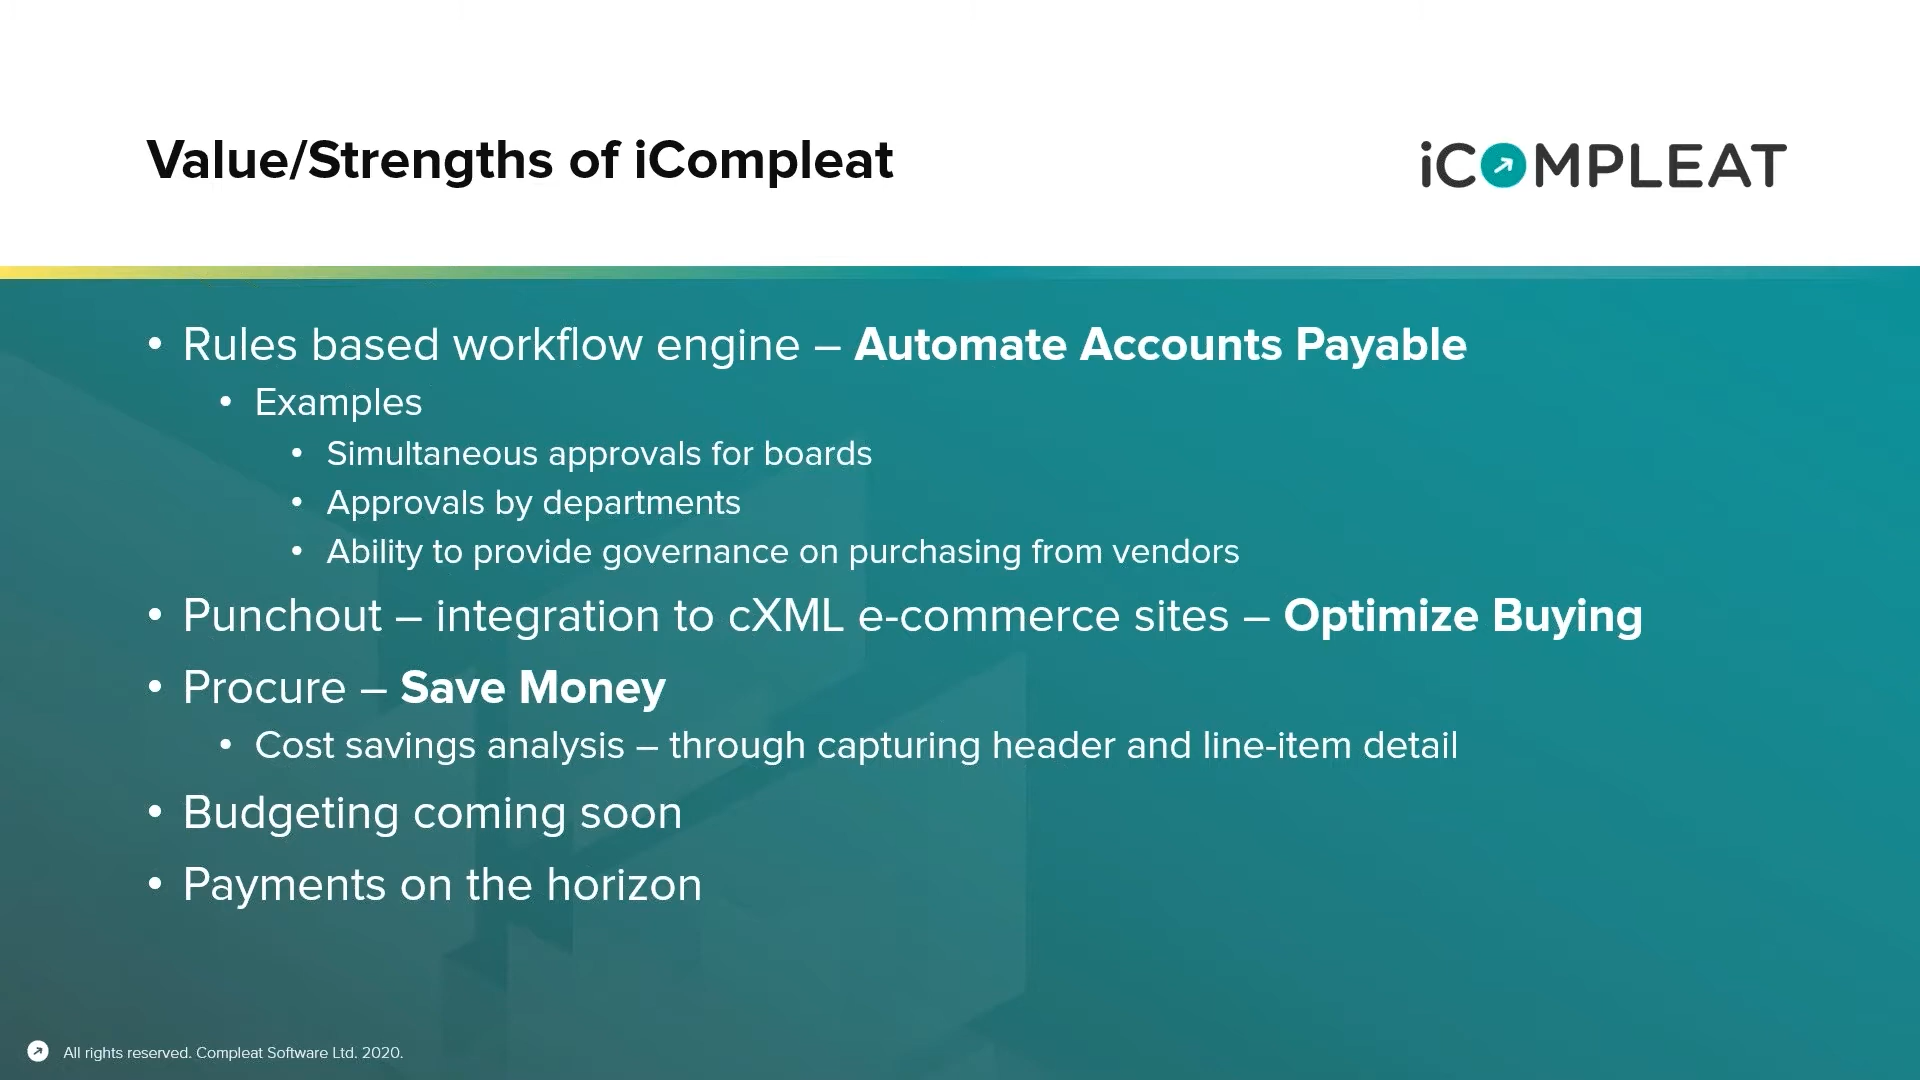 Value/Strengths of iCompleat
iCOMPLEAT
• Rules based workflow engine – Automate Accounts Payable
• Examples
• Simultaneous approvals for boards
• Approvals by departments
• Ability to provide governance on purchasing from vendors
• Punchout – integration to cXML e-commerce sites – Optimize Buying
• Procure – Save Money
• Cost savings analysis – through capturing header and line-item detail
• Budgeting coming soon
• Payments on the horizon
All rights reserved. Compleat Software Ltd. 2020.